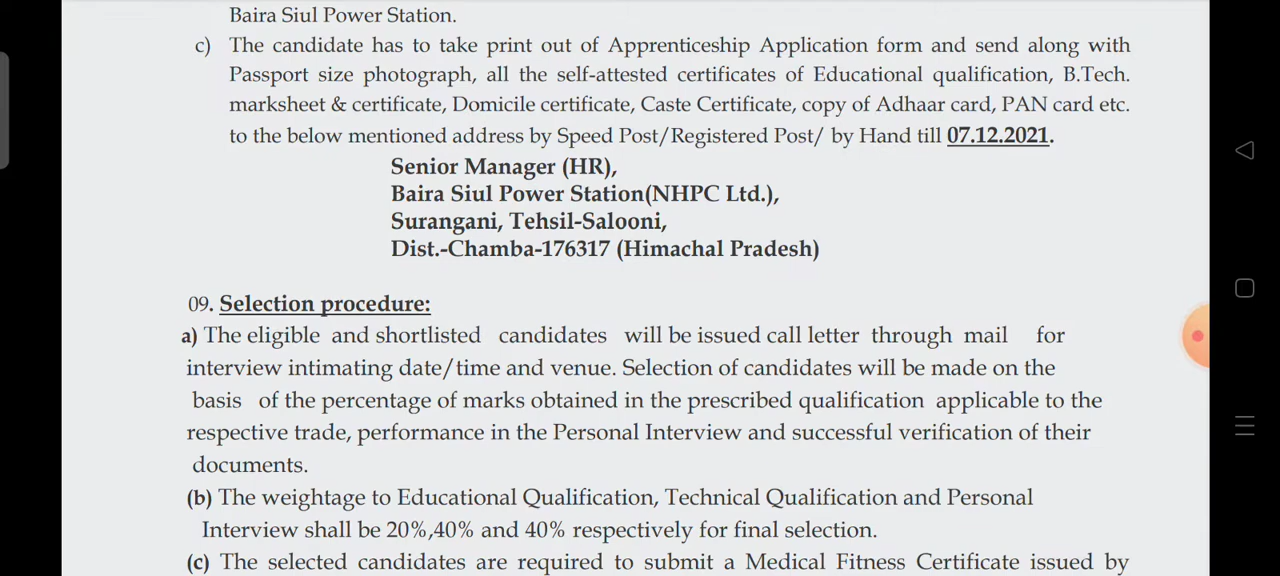 Baira Siul Power Station.
c) The candidate has to take print out of Apprenticeship Application form and send along with
Passport size photograph, all the self-attested certificates of Educational qualification, B.Tech.
marksheet & certificate, Domicile certificate, Caste Certificate, copy of Adhaar card, PAN card etc.
to the below mentioned address by Speed Post/Registered Post/ by Hand till 07.12.2021.
Senior Manager (HR),
Baira Siul Power Station(NHPC Ltd.),
Surangani, Tehsil-Salooni,
Dist.-Chamba-176317 (Himachal Pradesh)
09. Selection procedure:
a) The eligible and shortlisted candidates will be issued call letter through mail for
interview intimating date/time and venue. Selection of candidates will be made on the
basis of the percentage of marks obtained in the prescribed qualification applicable to the
respective trade, performance in the Personal Interview and successful verification of their
documents.
(b) The weightage to Educational Qualification, Technical Qualification and Personal
Interview shall be 20%,40% and 40% respectively for final selection.
(c) The selected candidates are required to submit a Medical Fitness Certificate issued by